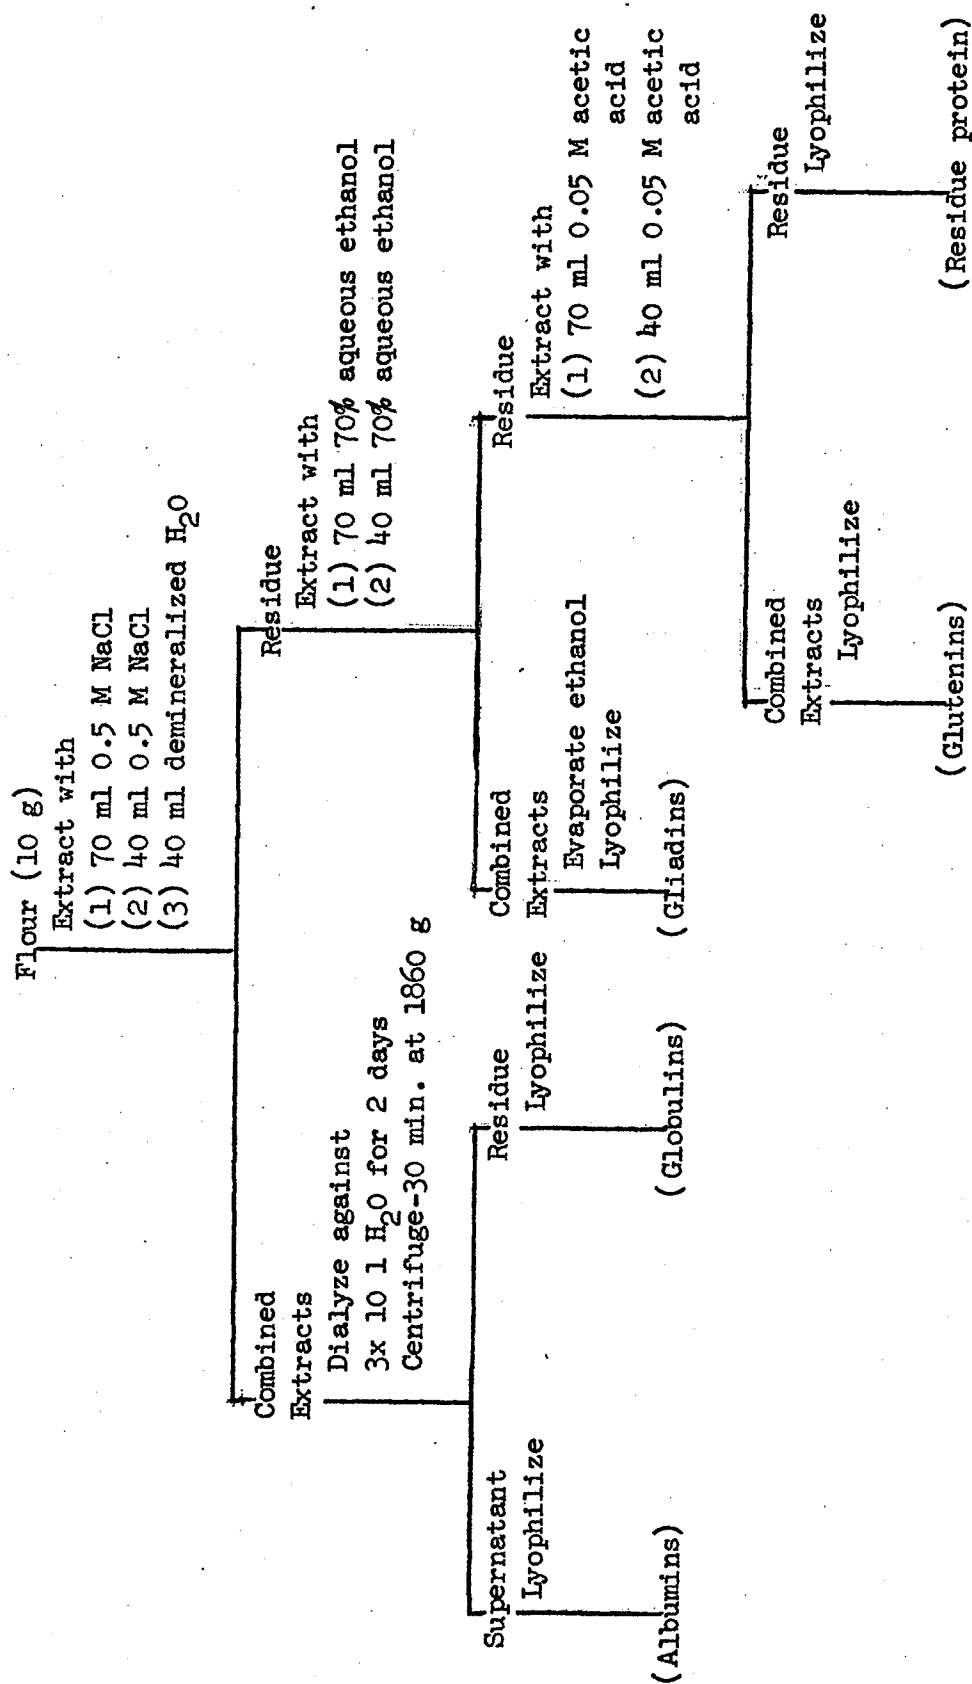 Flour (10 g)
Extract with
(1) 70 ml 0.5 M NaCl
(2) 40 ml 0.5 M NaCl
(3) 40 ml demineralized H2O
Combined
Extracts
Dialyze against
3x 10 l H2O for 2 days
Centrifuge-30 min. at 1860 g
Supernatant
Lyophilize
(Albumins)
Residue
Lyophilize
(Globulins)
Residue
Extract with
(1) 70 ml 70% aqueous ethanol
(2) 40 ml 70% aqueous ethanol
Combined
Extracts
Evaporate ethanol
Lyophilize
(Gliadins)
Residue
Extract with
(1) 70 ml 0.05 M acetic
acid
(2) 40 ml 0.05 M acetic
acid
Combined
Extracts
Lyophilize
(Glutenins)
Residue
Lyophilize
(Residue protein)